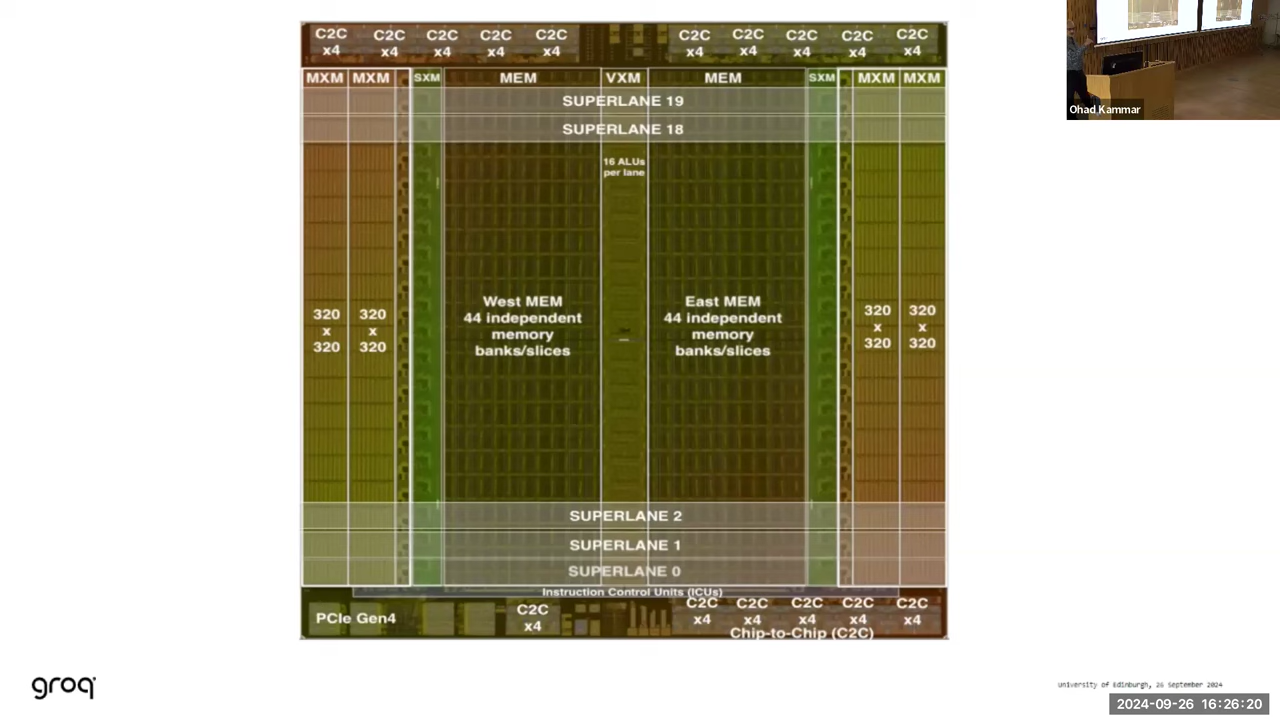 C2C C2C C2C C2C C2C C2C C2C C2C C2C C2C
x4 x4 x4 x4 x4 x4 x4 x4 x4 x4
MXM MXM SXM MEM VXM MEM SXM MXM MXM
SUPERLANE 19
SUPERLANE 18
16 ALUs
per lane
320
x
320
320
x
320
West MEM
44 independent
memory
banks/slices
East MEM
44 independent
memory
banks/slices
320
x
320
320
x
320
SUPERLANE 2
SUPERLANE 1
SUPERLANE 0
Instruction Control Units (ICUs)
PCIe Gen4
C2C
x4
C2C C2C C2C C2C C2C
x4 x4 x4 x4 x4
Chip-to-Chip (C2C)
Ohad Kammar
groq
University of Edinburgh, 26 September 2024
2024-09-26 16:26:20